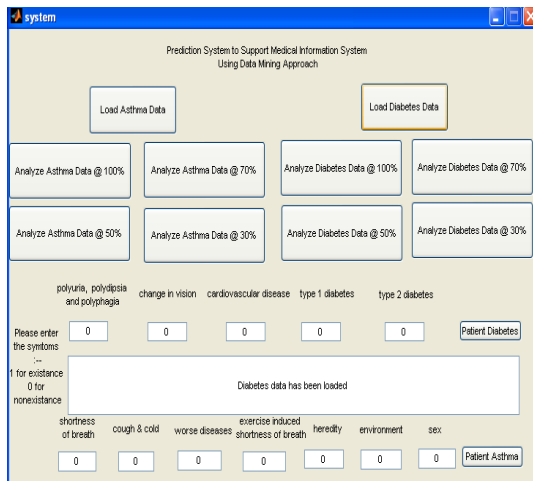 system
Prediction System to Support Medical Information System
Using Data Mining Approach
Load Asthma Data
Load Diabetes Data
Analyze Asthma Data @ 100%
Analyze Asthma Data @ 70%
Analyze Diabetes Data @ 100%
Analyze Diabetes Data @ 70%
Analyze Asthma Data @ 50%
Analyze Asthma Data @ 30%
Analyze Diabetes Data @ 50%
Analyze Diabetes Data @ 30%
polyuria, polydipsia
and polyphagia
change in vision
cardiovascular disease
type 1 diabetes
type 2 diabetes
0
0
0
0
0
Patient Diabetes
Please enter
the symtoms
:--
1 for existance
0 for
nonexistance
Diabetes data has been loaded
shortness
of breath
cough & cold
worse diseases
exercise induced
shortness of breath
heredity
environment
sex
0
0
0
0
0
0
0
Patient Asthma